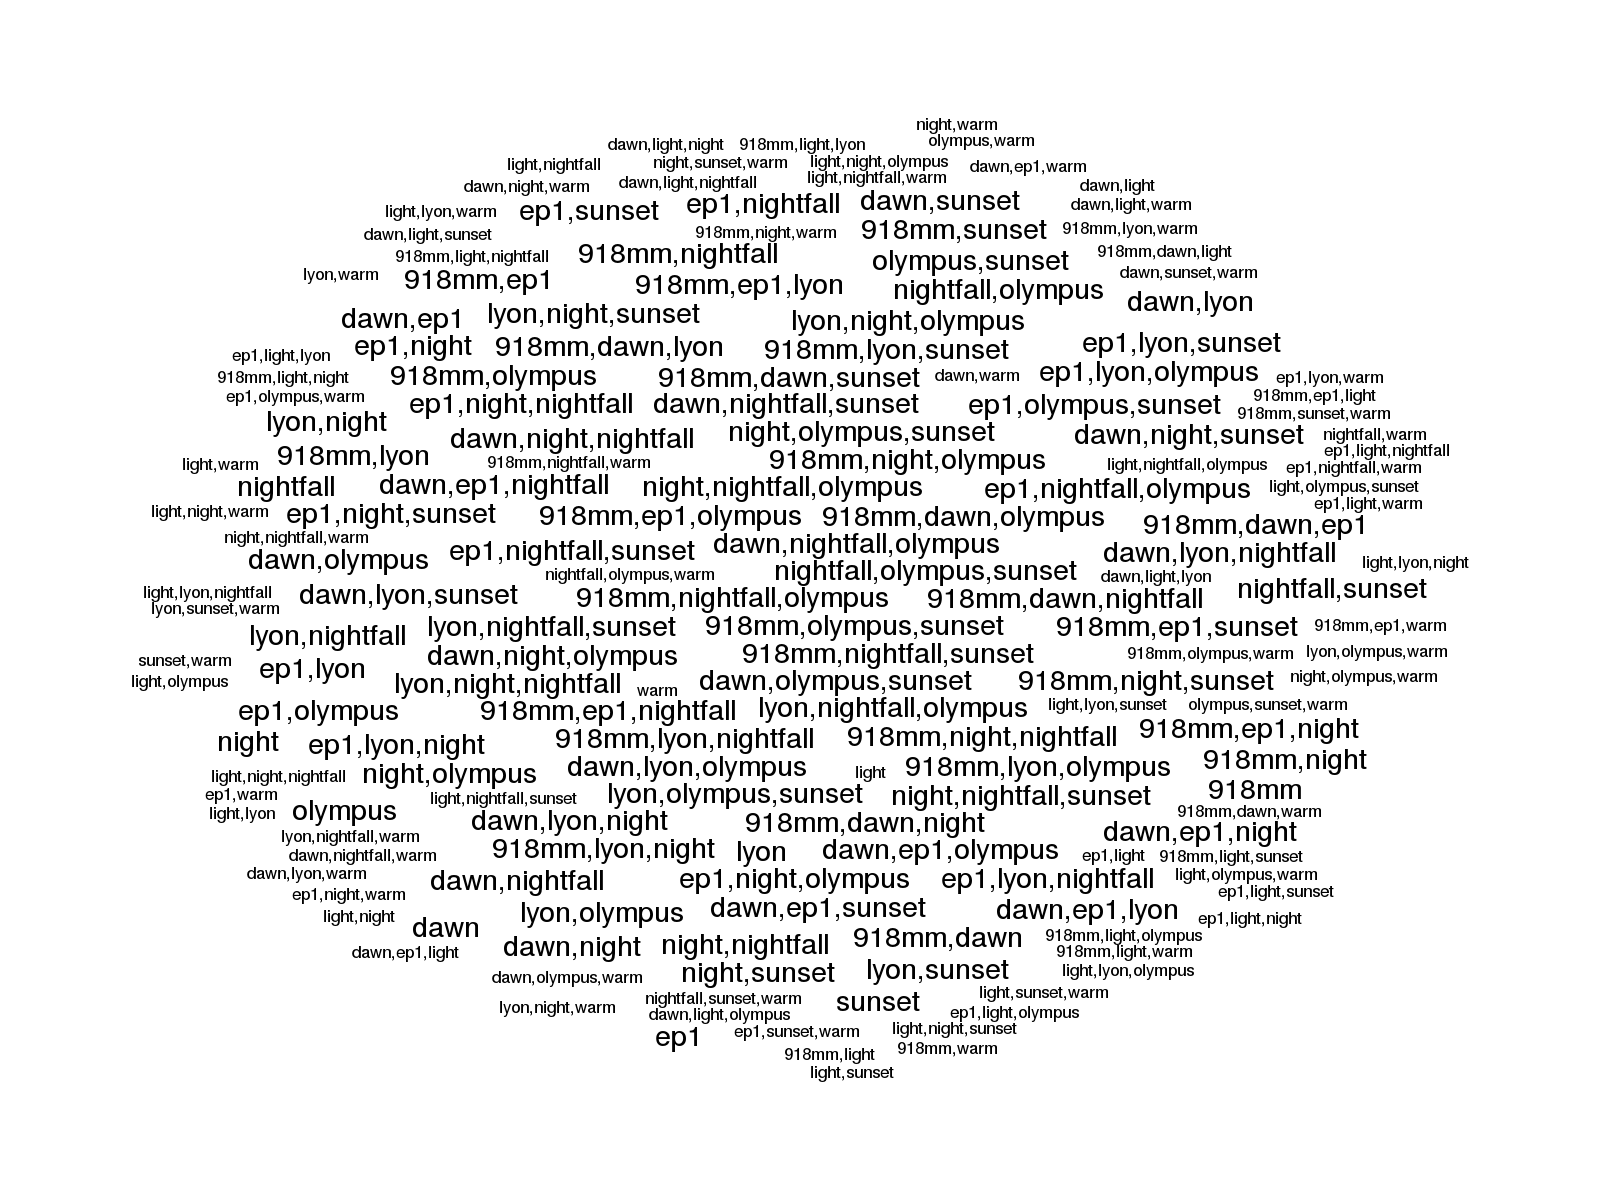 night,warm
olympus,warm
dawn,light,night 918mm,light,lyon
light,nightfall night,sunset,warm light,night,olympus dawn,ep1,warm
dawn,night,warm dawn,light,nightfall light,nightfall,warm dawn,light
light,lyon,warm ep1,sunset ep1,nightfall dawn,sunset dawn,light,warm
dawn,light,sunset 918mm,night,warm 918mm,sunset 918mm,lyon,warm
918mm,light,nightfall 918mm,nightfall olympus,sunset 918mm,dawn,light
lyon,warm 918mm,ep1 918mm,ep1,lyon nightfall,olympus dawn,sunset,warm
dawn,lyon
dawn,ep1 lyon,night,sunset lyon,night,olympus
ep1,light,lyon ep1,night 918mm,dawn,lyon 918mm,lyon,sunset ep1,lyon,sunset
918mm,light,night 918mm,olympus 918mm,dawn,sunset dawn,warm ep1,lyon,olympus ep1,lyon,warm
ep1,olympus,warm ep1,night,nightfall dawn,nightfall,sunset ep1,olympus,sunset 918mm,ep1,light
918mm,sunset,warm
lyon,night dawn,night,nightfall night,olympus,sunset dawn,night,sunset nightfall,warm
ep1,light,nightfall
light,warm 918mm,lyon 918mm,nightfall,warm 918mm,night,olympus light,nightfall,olympus ep1,nightfall,warm
nightfall dawn,ep1,nightfall night,nightfall,olympus ep1,nightfall,olympus light,olympus,sunset
ep1,light,warm
light,night,warm ep1,night,sunset 918mm,ep1,olympus 918mm,dawn,olympus 918mm,dawn,ep1
night,nightfall,warm
dawn,olympus ep1,nightfall,sunset dawn,nightfall,olympus dawn,lyon,nightfall light,lyon,night
nightfall,olympus,warm nightfall,olympus,sunset dawn,light,lyon nightfall,sunset
light,lyon,nightfall dawn,lyon,sunset 918mm,nightfall,olympus 918mm,dawn,nightfall
lyon,sunset,warm
lyon,nightfall lyon,nightfall,sunset 918mm,olympus,sunset 918mm,ep1,sunset 918mm,ep1,warm
sunset,warm ep1,lyon dawn,night,olympus 918mm,nightfall,sunset 918mm,olympus,warm lyon,olympus,warm
light,olympus lyon,night,nightfall warm dawn,olympus,sunset 918mm,night,sunset night,olympus,warm
ep1,olympus 918mm,ep1,nightfall lyon,nightfall,olympus light,lyon,sunset olympus,sunset,warm
night ep1,lyon,night 918mm,lyon,nightfall 918mm,night,nightfall 918mm,ep1,night
light,night,nightfall night,olympus dawn,lyon,olympus light 918mm,lyon,olympus 918mm,night
ep1,warm light,nightfall,sunset lyon,olympus,sunset night,nightfall,sunset 918mm
light,lyon olympus 918mm,dawn,warm
lyon,nightfall,warm dawn,lyon,night 918mm,dawn,night dawn,ep1,night
dawn,nightfall,warm 918mm,lyon,night lyon dawn,ep1,olympus ep1,light 918mm,light,sunset
dawn,lyon,warm dawn,nightfall ep1,night,olympus ep1,lyon,nightfall light,olympus,warm
ep1,night,warm ep1,light,sunset
light,night lyon,olympus dawn,ep1,sunset dawn,ep1,lyon ep1,light,night
dawn 918mm,dawn 918mm,light,olympus
dawn,ep1,light dawn,night night,nightfall 918mm,light,warm
dawn,olympus,warm night,sunset lyon,sunset light,lyon,olympus
lyon,night,warm nightfall,sunset,warm sunset light,sunset,warm
dawn,light,olympus ep1,light,olympus
ep1 ep1,sunset,warm light,night,sunset
918mm,light 918mm,warm
light,sunset